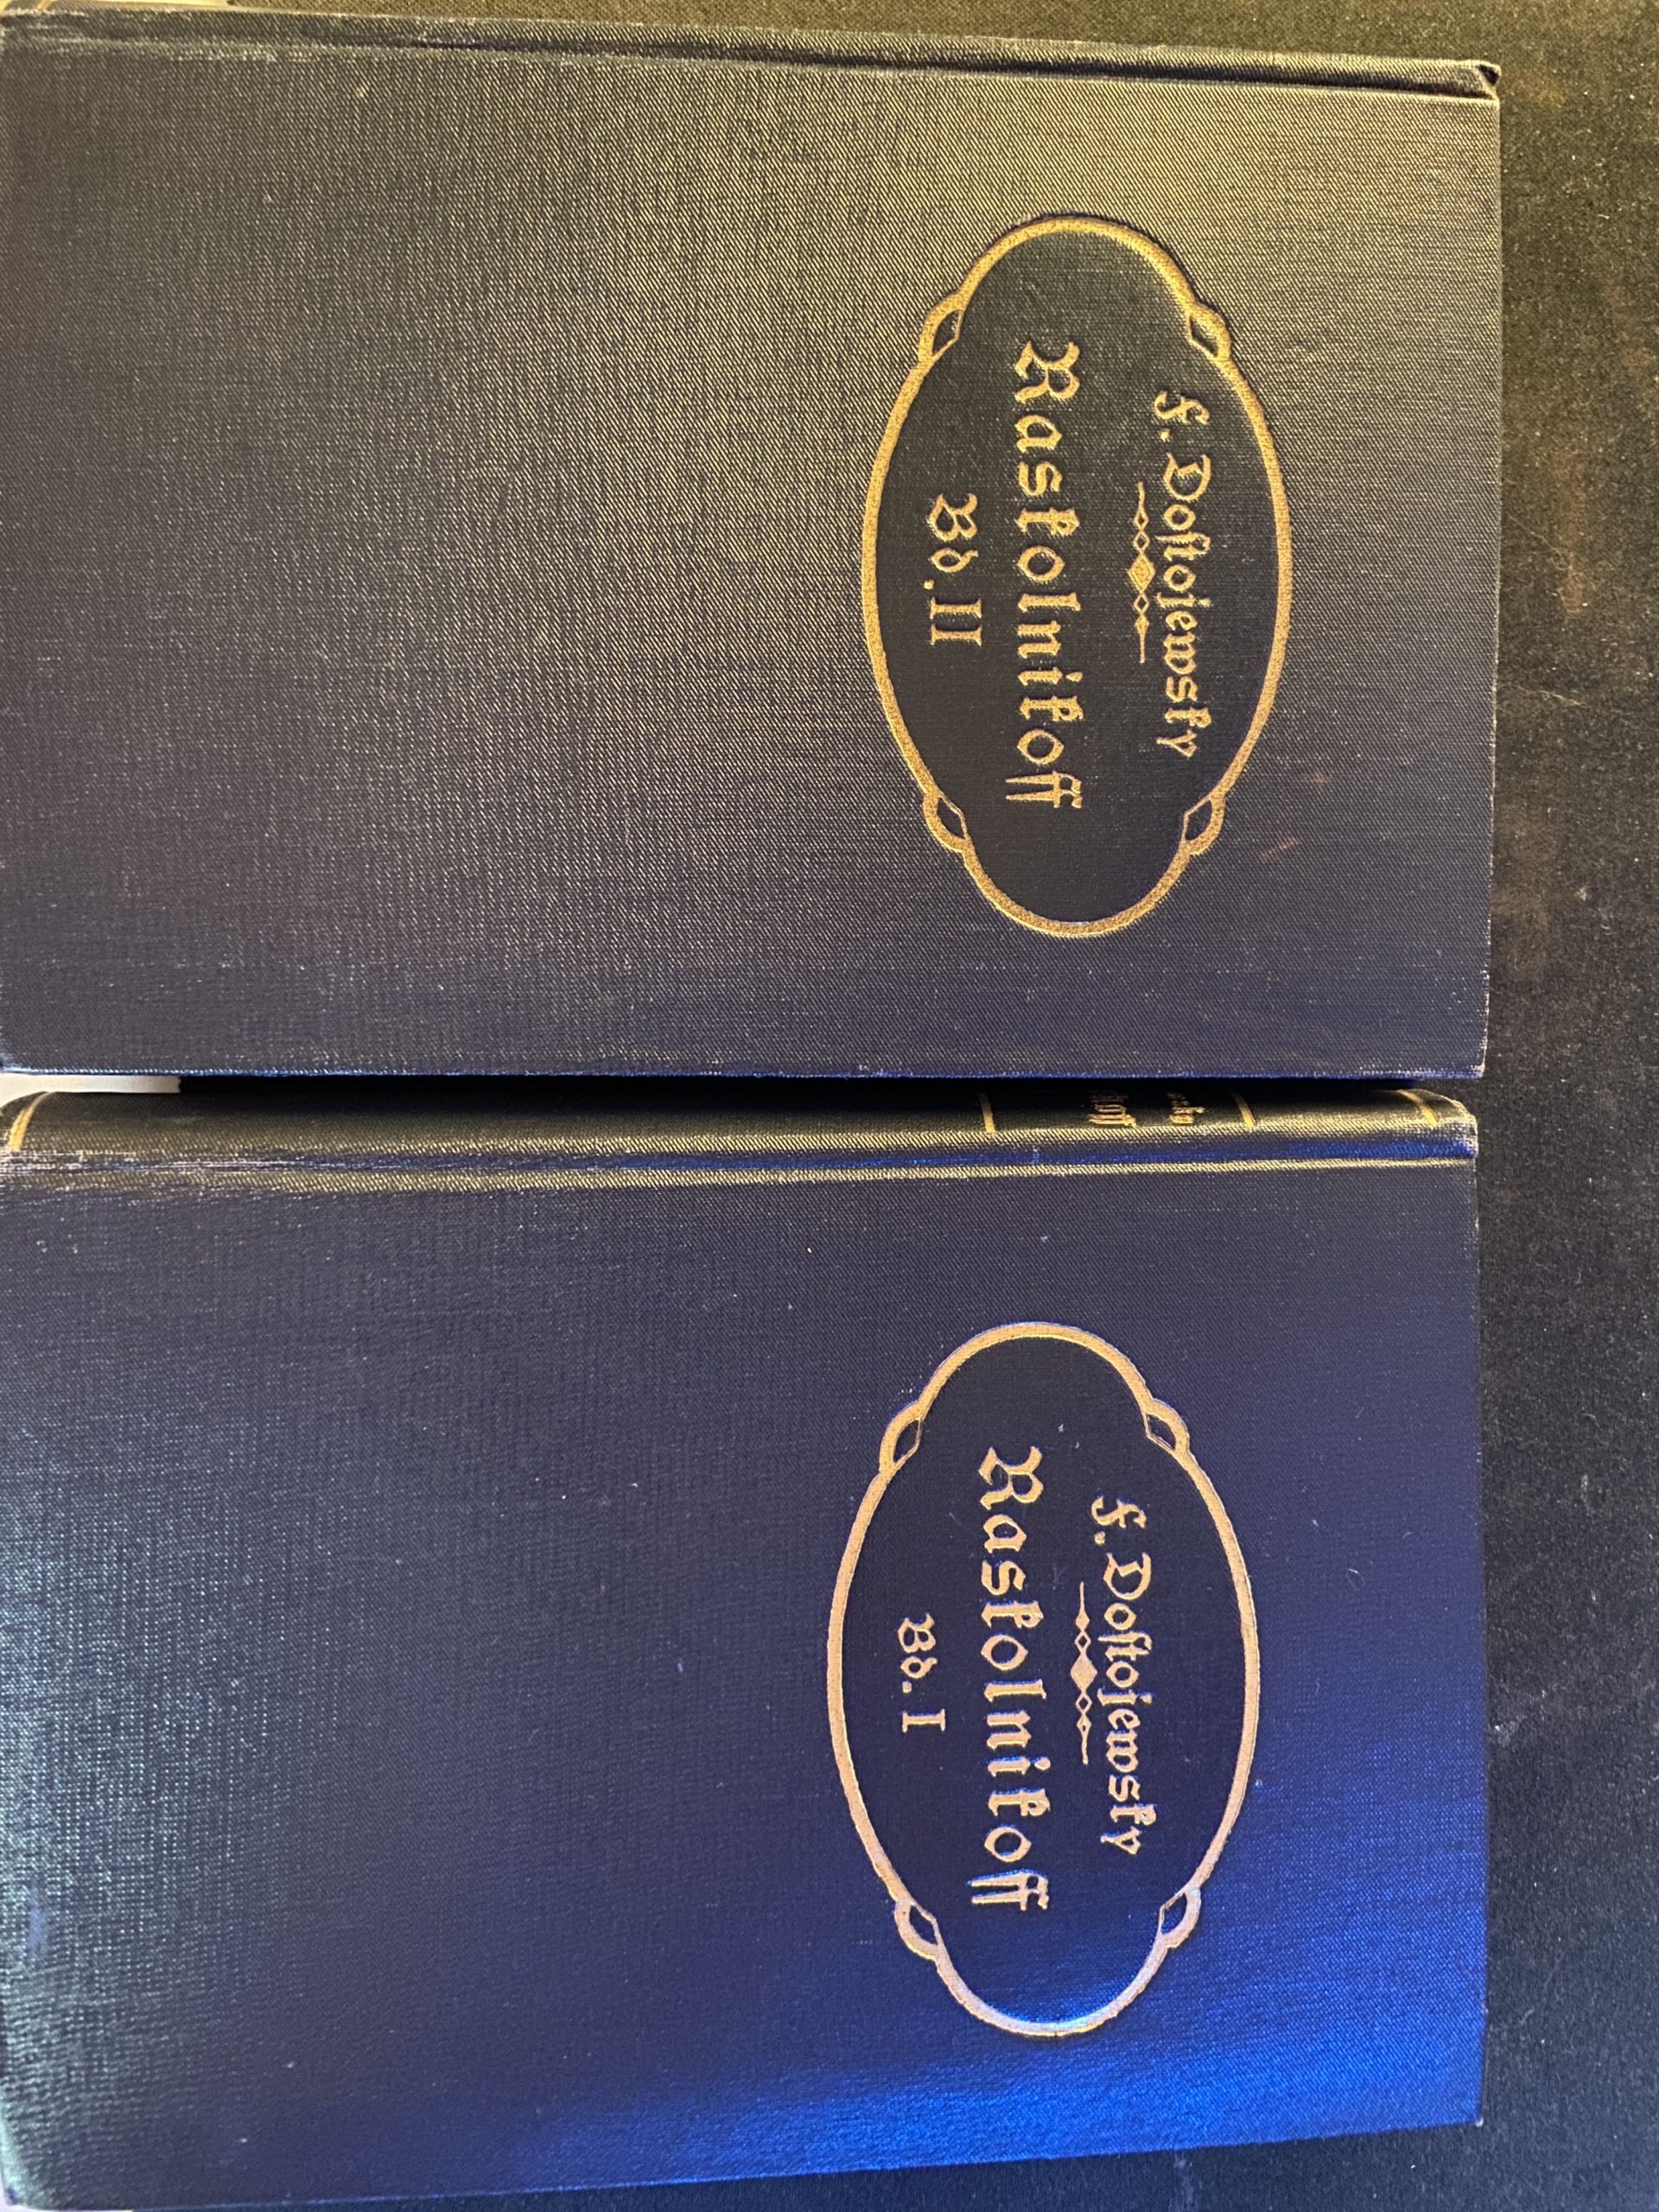 F. Dostojewsky
Raskolnikoff
Bd. II
F. Dostojewsky
Raskolnikoff
Bd. I